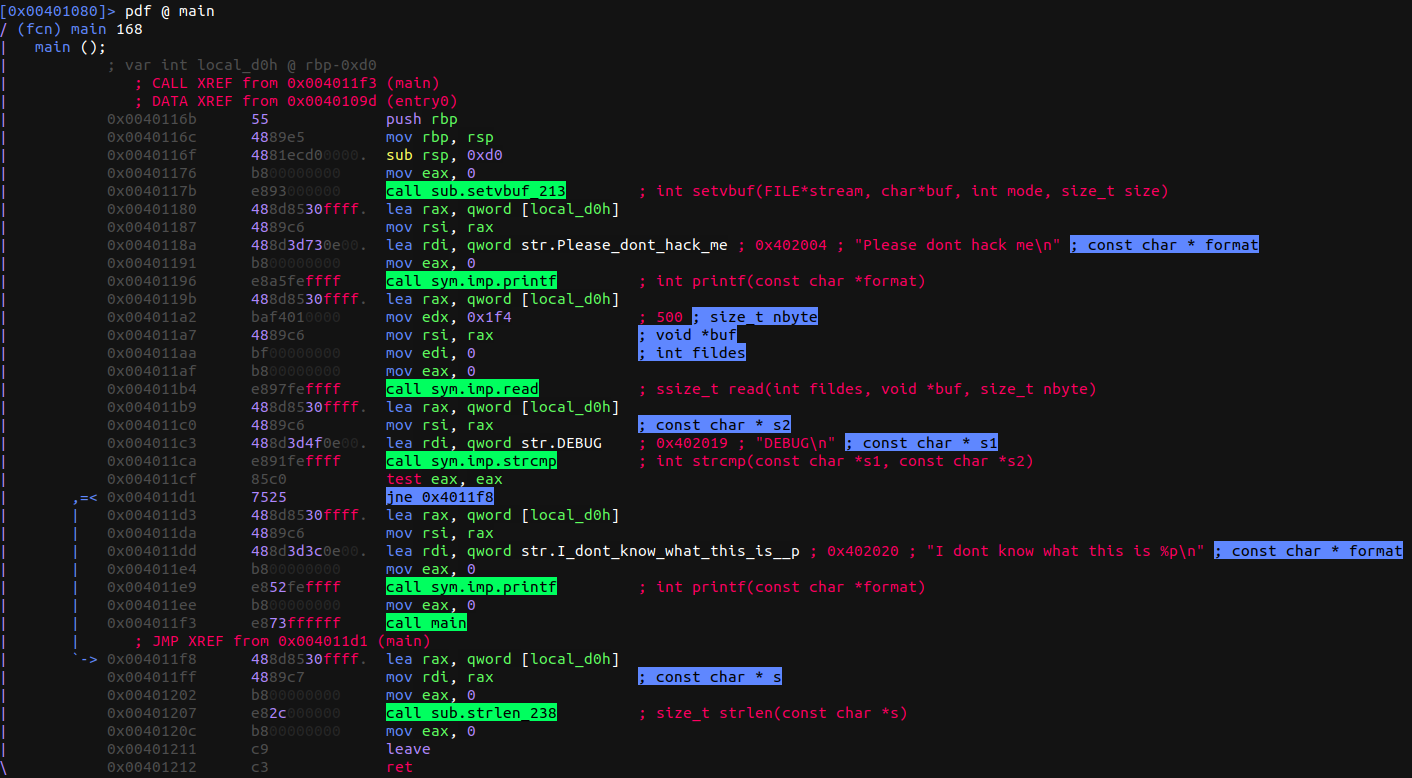 [0x00401080]> pdf @ main
/ (fcn) main 168
|   main ();
|           ; var int local_d0h @ rbp-0xd0
|              ; CALL XREF from 0x004011f3 (main)
|              ; DATA XREF from 0x0040109d (entry0)
|           0x0040116b      55             push rbp
|           0x0040116c      4889e5         mov rbp, rsp
|           0x0040116f      4881ecd00000.  sub rsp, 0xd0
|           0x00401176      b800000000     mov eax, 0
|           0x0040117b      e893000000     call sub.setvbuf_213        ; int setvbuf(FILE*stream, char*buf, int mode, size_t size)
|           0x00401180      488d8530ffff.  lea rax, qword [local_d0h]
|           0x00401187      4889c6         mov rsi, rax
|           0x0040118a      488d3d730e00.  lea rdi, qword str.Please_dont_hack_me ; 0x402004 ; "Please dont hack me\n" ; const char * format
|           0x00401191      b800000000     mov eax, 0
|           0x00401196      e8a5feffff     call sym.imp.printf         ; int printf(const char *format)
|           0x0040119b      488d8530ffff.  lea rax, qword [local_d0h]
|           0x004011a2      baf4010000     mov edx, 0x1f4              ; 500 ; size_t nbyte
|           0x004011a7      4889c6         mov rsi, rax                ; void *buf
|           0x004011aa      bf00000000     mov edi, 0                  ; int fildes
|           0x004011af      b800000000     mov eax, 0
|           0x004011b4      e897feffff     call sym.imp.read           ; ssize_t read(int fildes, void *buf, size_t nbyte)
|           0x004011b9      488d8530ffff.  lea rax, qword [local_d0h]
|           0x004011c0      4889c6         mov rsi, rax                ; const char * s2
|           0x004011c3      488d3d4f0e00.  lea rdi, qword str.DEBUG    ; 0x402019 ; "DEBUG\n" ; const char * s1
|           0x004011ca      e891feffff     call sym.imp.strcmp         ; int strcmp(const char *s1, const char *s2)
|           0x004011cf      85c0           test eax, eax
|       ,=< 0x004011d1      7525           jne 0x4011f8
|       |   0x004011d3      488d8530ffff.  lea rax, qword [local_d0h]
|       |   0x004011da      4889c6         mov rsi, rax
|       |   0x004011dd      488d3d3c0e00.  lea rdi, qword str.I_dont_know_what_this_is__p ; 0x402020 ; "I dont know what this is %p\n" ; const char * format
|       |   0x004011e4      b800000000     mov eax, 0
|       |   0x004011e9      e852feffff     call sym.imp.printf         ; int printf(const char *format)
|       |   0x004011ee      b800000000     mov eax, 0
|       |   0x004011f3      e873ffffff     call main
|       |      ; JMP XREF from 0x004011d1 (main)
|       `-> 0x004011f8      488d8530ffff.  lea rax, qword [local_d0h]
|           0x004011ff      4889c7         mov rdi, rax                ; const char * s
|           0x00401202      b800000000     mov eax, 0
|           0x00401207      e82c000000     call sub.strlen_238         ; size_t strlen(const char *s)
|           0x0040120c      b800000000     mov eax, 0
|           0x00401211      c9             leave
\           0x00401212      c3             ret